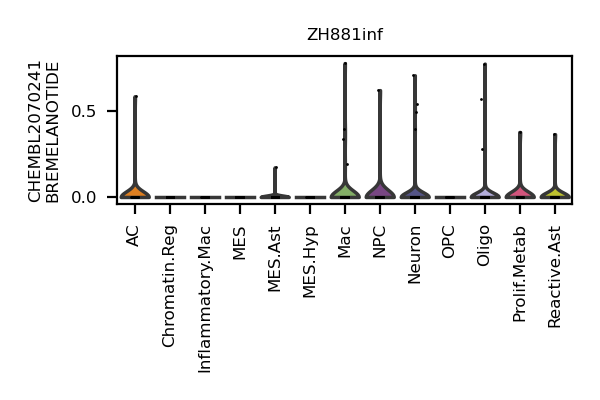 ZH881inf
CHEMBL2070241
BREMELANOTIDE
0.5
0.0
AC
Chromatin.Reg
Inflammatory.Mac
MES
MES.Ast
MES.Hyp
Mac
NPC
Neuron
OPC
Oligo
Prolif.Metab
Reactive.Ast